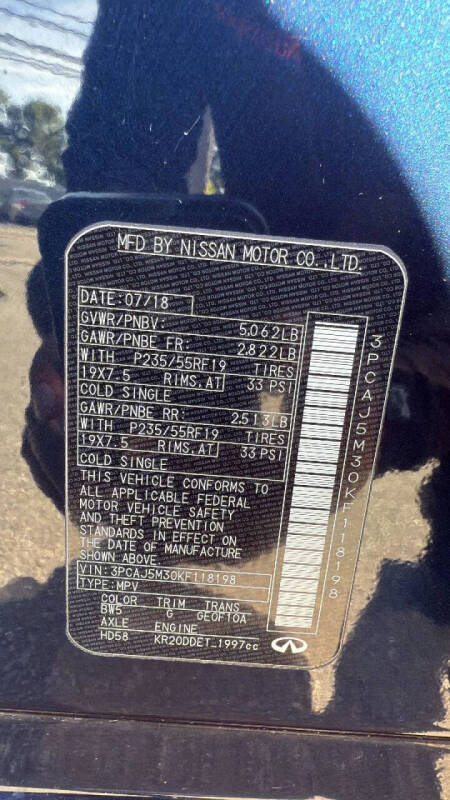 MFD BY NISSAN MOTOR CO.,LTD.
DATE:07/18
GVWR/PNBV: 5,062LB
GAWR/PNBE FR: 2,822LB
WITH P235/55RF19 TIRES
19X7.5 RIMS,AT 33 PSI
COLD SINGLE
GAWR/PNBE RR: 2,513LB
WITH P235/55RF19 TIRES
19X7.5 RIMS,AT 33 PSI
COLD SINGLE
THIS VEHICLE CONFORMS TO
ALL APPLICABLE FEDERAL
MOTOR VEHICLE SAFETY
AND THEFT PREVENTION
STANDARDS IN EFFECT ON
THE DATE OF MANUFACTURE
SHOWN ABOVE
VIN:3PCAJ5M30KF118198
TYPE:MPV
COLOR TRIM TRANS
BW5 G GE0F10A
AXLE ENGINE
HD58 KR20DDET_1997cc
3PCAJ5M30KF118198